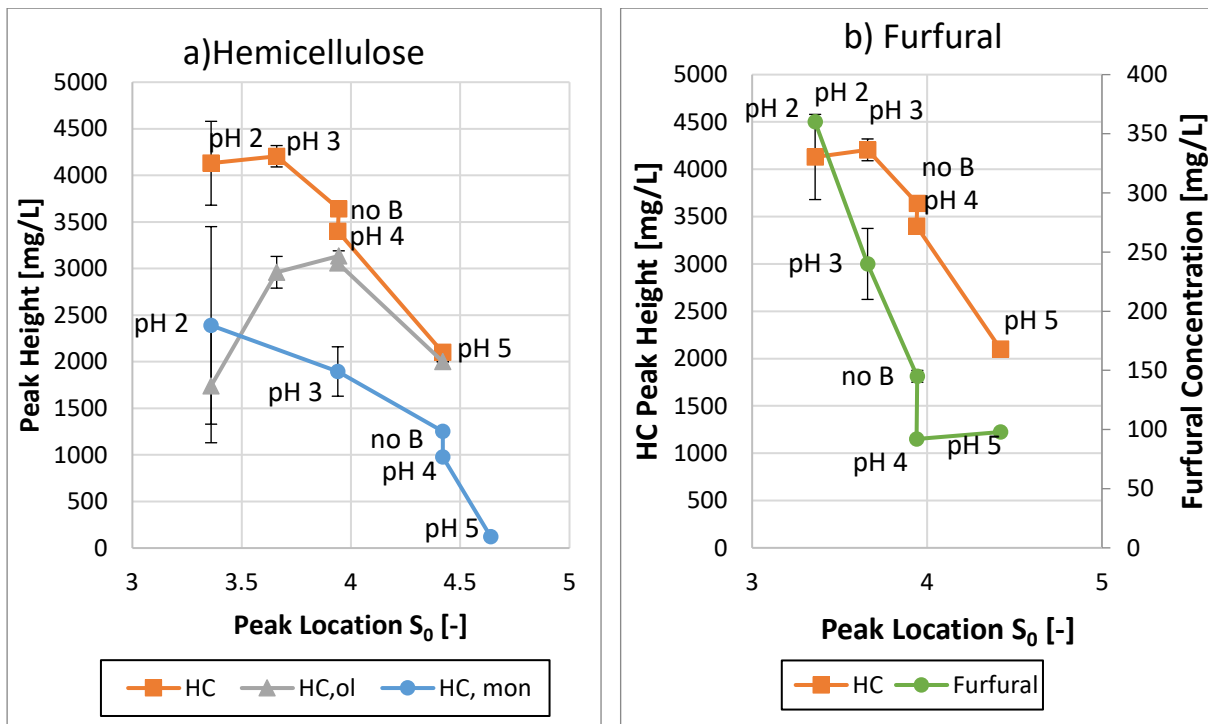 a)Hemicellulose
Peak Height [mg/L]
5000
4500
4000
3500
3000
2500
2000
1500
1000
500
0
pH 2
pH 3
no B
pH 4
pH 5
pH 2
pH 3
no B
pH 4
pH 5
3
3.5
4
4.5
5
Peak Location S₀ [-]
HC
HC,ol
HC, mon
b) Furfural
HC Peak Height [mg/L]
5000
4500
4000
3500
3000
2500
2000
1500
1000
500
0
pH 2
pH 2
pH 3
no B
pH 4
pH 3
pH 5
no B
pH 4
pH 5
400
350
300
250
200
150
100
50
0
Furfural Concentration [mg/L]
3
4
5
Peak Location S₀ [-]
HC
Furfural